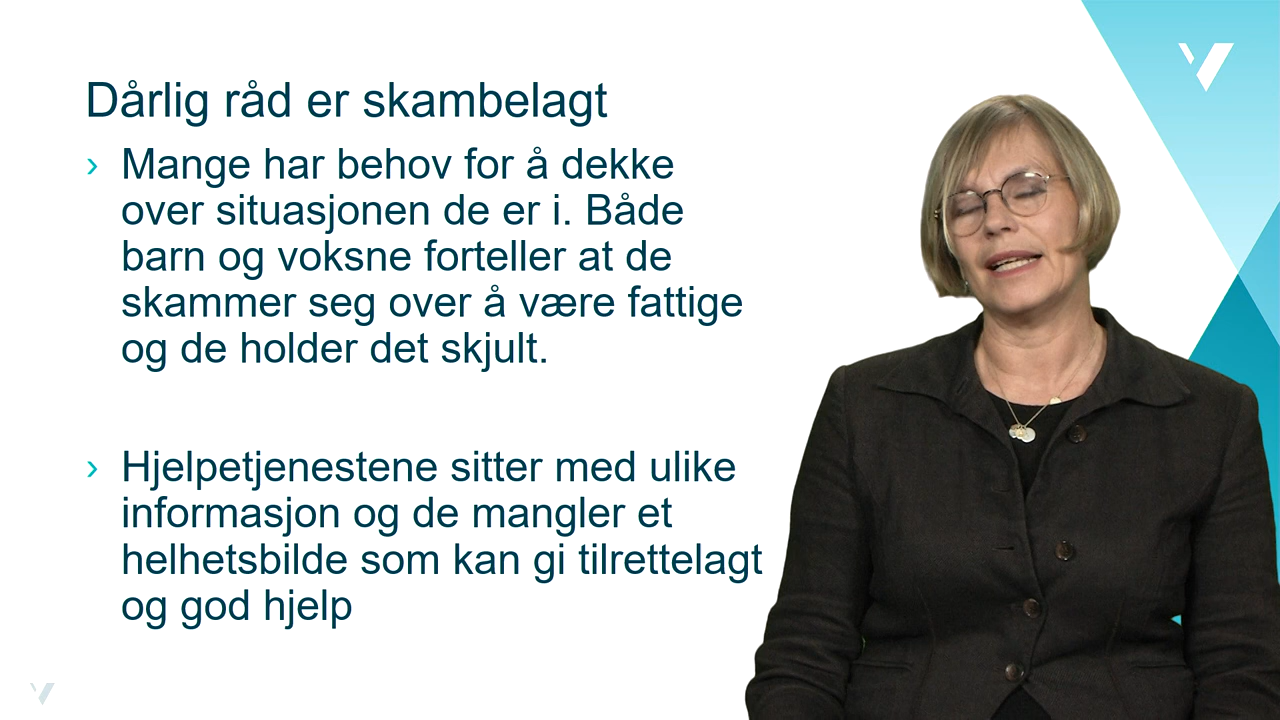 Dårlig råd er skambelagt
› Mange har behov for å dekke
over situasjonen de er i. Både
barn og voksne forteller at de
skammer seg over å være fattige
og de holder det skjult.
› Hjelpetjenestene sitter med ulike
informasjon og de mangler et
helhetsbilde som kan gi tilrettelagt
og god hjelp